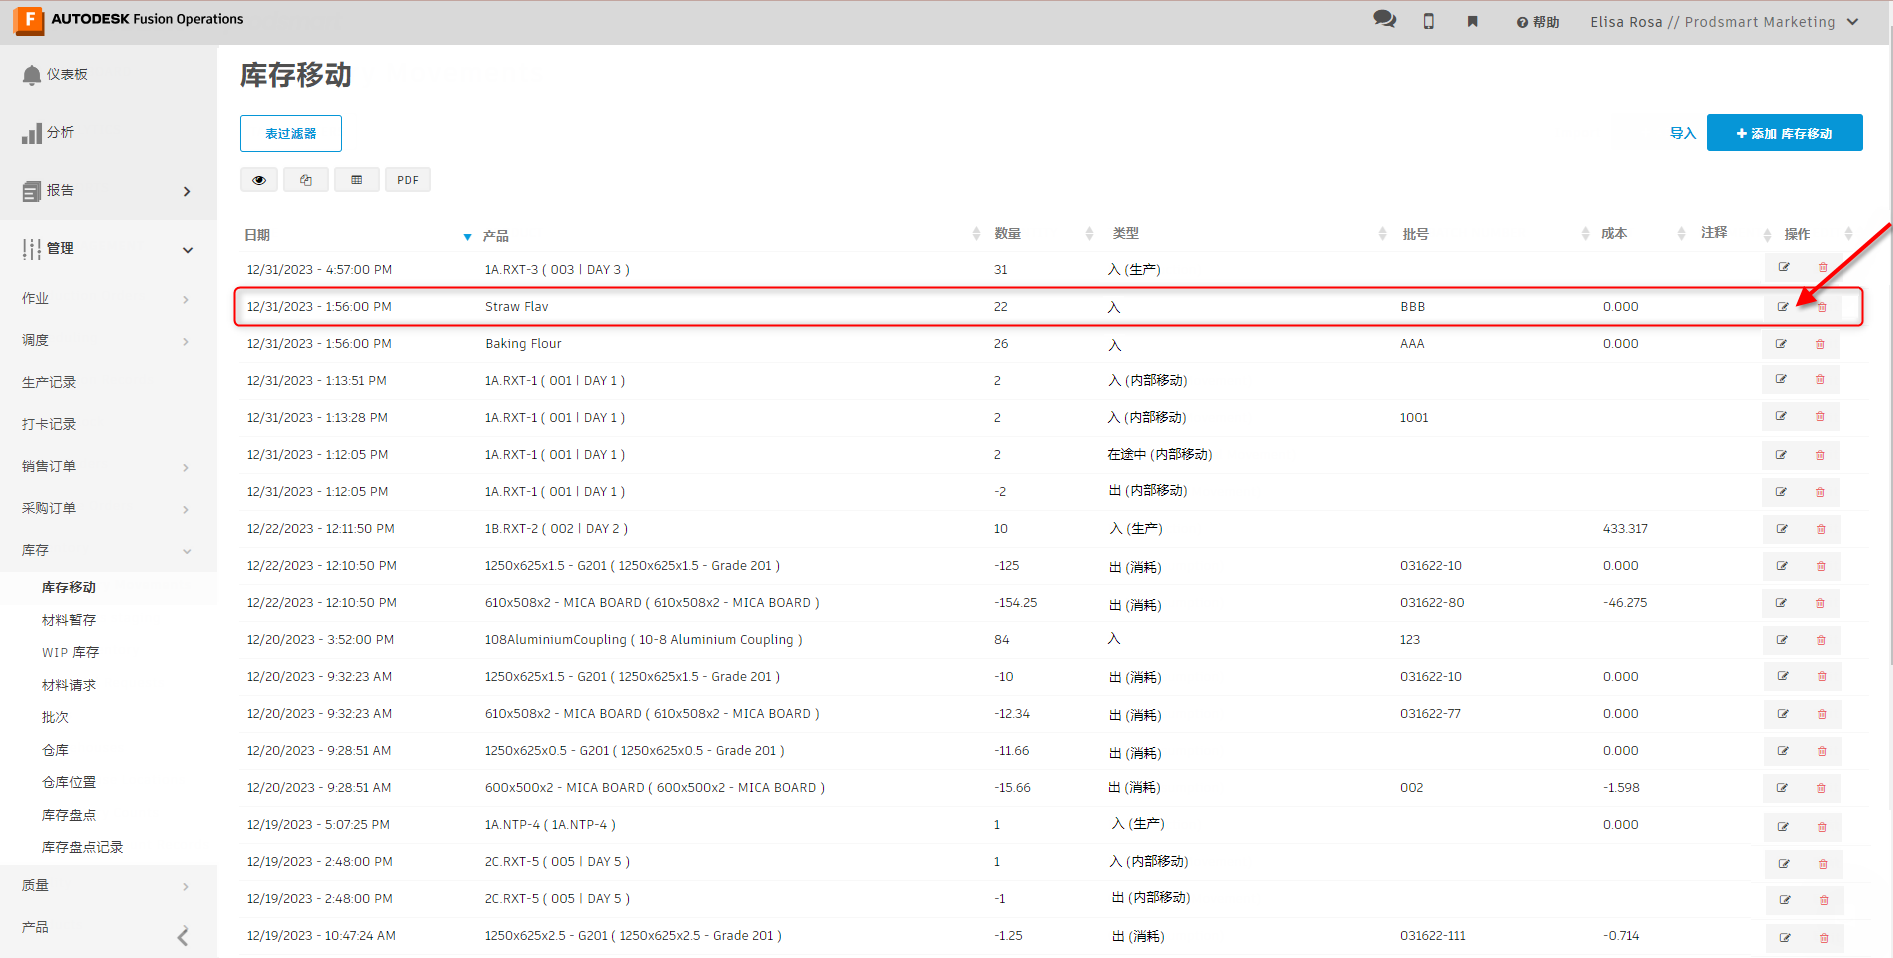 AUTODESK Fusion Operations
帮助
Elisa Rosa // Prodsmart Marketing
仪表板
分析
报告
管理
作业
调度
生产记录
打卡记录
销售订单
采购订单
库存
库存移动
材料暂存
WIP 库存
材料请求
批次
仓库
仓库位置
库存盘点
库存盘点记录
质量
产品
库存移动
表过滤器
导入
添加 库存移动
PDF
日期 产品 数量 类型 批号 成本 注释 操作
12/31/2023 - 4:57:00 PM 1A.RXT-3 ( 003 | DAY 3 ) 31 入 (生产)
12/31/2023 - 1:56:00 PM Straw Flav 22 入 BBB 0.000
12/31/2023 - 1:56:00 PM Baking Flour 26 入 AAA 0.000
12/31/2023 - 1:13:51 PM 1A.RXT-1 ( 001 | DAY 1 ) 2 入 (内部移动)
12/31/2023 - 1:13:28 PM 1A.RXT-1 ( 001 | DAY 1 ) 2 入 (内部移动) 1001
12/31/2023 - 1:12:05 PM 1A.RXT-1 ( 001 | DAY 1 ) 2 在途中 (内部移动)
12/31/2023 - 1:12:05 PM 1A.RXT-1 ( 001 | DAY 1 ) -2 出 (内部移动)
12/22/2023 - 12:11:50 PM 1B.RXT-2 ( 002 | DAY 2 ) 10 入 (生产) 433.317
12/22/2023 - 12:10:50 PM 1250x625x1.5 - G201 ( 1250x625x1.5 - Grade 201 ) -125 出 (消耗) 031622-10 0.000
12/22/2023 - 12:10:50 PM 610x508x2 - MICA BOARD ( 610x508x2 - MICA BOARD ) -154.25 出 (消耗) 031622-80 -46.275
12/20/2023 - 3:52:00 PM 108AluminiumCoupling ( 10-8 Aluminium Coupling ) 84 入 123
12/20/2023 - 9:32:23 AM 1250x625x1.5 - G201 ( 1250x625x1.5 - Grade 201 ) -10 出 (消耗) 031622-10 0.000
12/20/2023 - 9:32:23 AM 610x508x2 - MICA BOARD ( 610x508x2 - MICA BOARD ) -12.34 出 (消耗) 031622-77 0.000
12/20/2023 - 9:28:51 AM 1250x625x0.5 - G201 ( 1250x625x0.5 - Grade 201 ) -11.66 出 (消耗) 0.000
12/20/2023 - 9:28:51 AM 600x500x2 - MICA BOARD ( 600x500x2 - MICA BOARD ) -15.66 出 (消耗) 002 -1.598
12/19/2023 - 5:07:25 PM 1A.NTP-4 ( 1A.NTP-4 ) 1 入 (生产) 0.000
12/19/2023 - 2:48:00 PM 2C.RXT-5 ( 005 | DAY 5 ) 1 入 (内部移动)
12/19/2023 - 2:48:00 PM 2C.RXT-5 ( 005 | DAY 5 ) -1 出 (内部移动)
12/19/2023 - 10:47:24 AM 1250x625x2.5 - G201 ( 1250x625x2.5 - Grade 201 ) -1.25 出 (消耗) 031622-111 -0.714